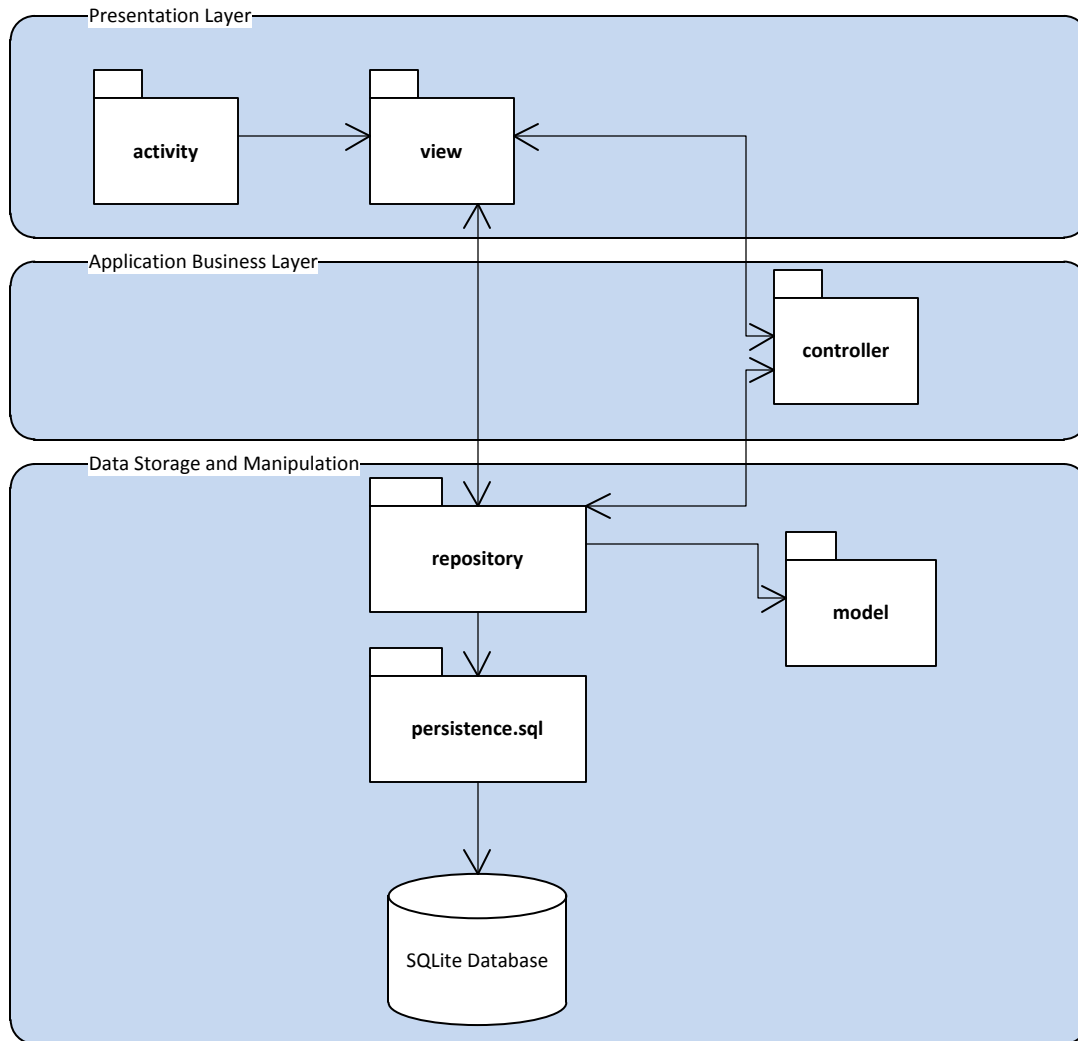 Presentation Layer
activity
view
Application Business Layer
controller
Data Storage and Manipulation
repository
model
persistence.sql
SQLite Database